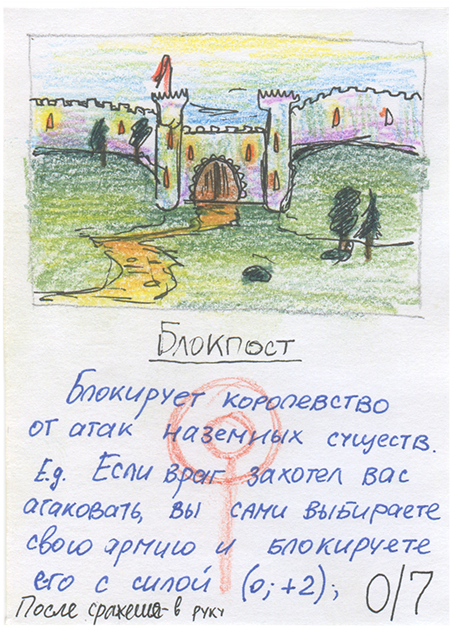 Блокпост
Блокирует королевство
от атак наземных существ.
E.g. Если враг захотел вас
атаковать, вы сами выбираете
свою армию и блокируете
его с силой (0; +2);
0/7
После сражения - в руку